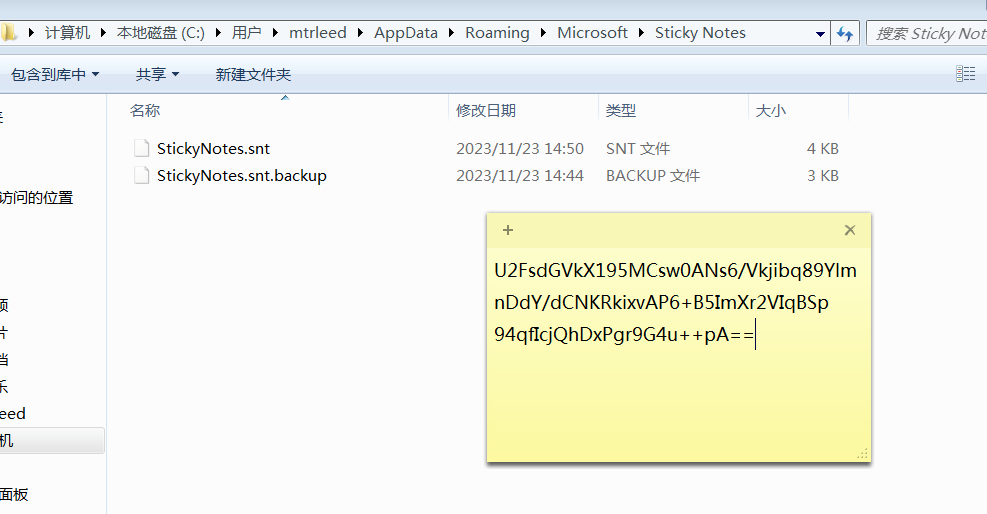 计算机 本地磁盘 (C:) 用户 mtrleed AppData Roaming Microsoft Sticky Notes 搜索 Sticky Not
包含到库中 共享 新建文件夹
名称 修改日期 类型 大小
StickyNotes.snt 2023/11/23 14:50 SNT 文件 4 KB
StickyNotes.snt.backup 2023/11/23 14:44 BACKUP 文件 3 KB
访问的位置
片
档
乐
eed
机
面板
+ ×
U2FsdGVkX195MCsw0ANs6/Vkjibq89Ylm
nDdY/dCNKRkixvAP6+B5ImXr2VIqBSp
94qfIcjQhDxPgr9G4u++pA==